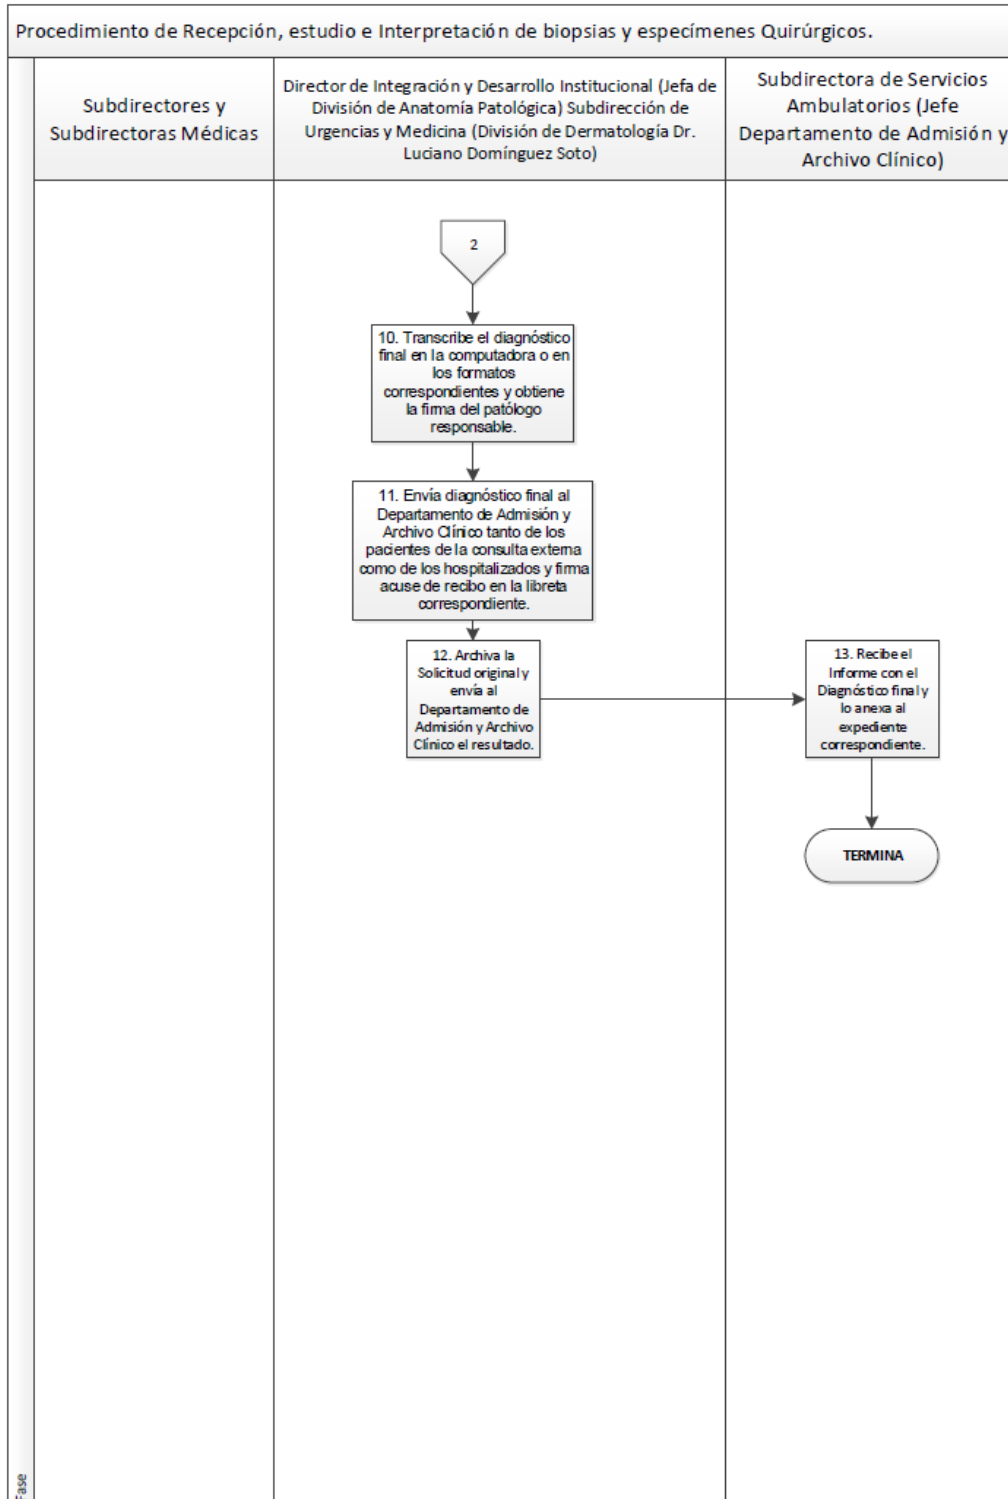 Procedimiento de Recepción, estudio e Interpretación de biopsias y especímenes Quirúrgicos.
Subdirectores y
Subdirectoras Médicas
Director de Integración y Desarrollo Institucional (Jefa de
División de Anatomía Patológica) Subdirección de
Urgencias y Medicina (División de Dermatología Dr.
Luciano Domínguez Soto)
Subdirectora de Servicios
Ambulatorios (Jefe
Departamento de Admisión y
Archivo Clínico)
2
10. Transcribe el diagnóstico
final en la computadora o en
los formatos
correspondientes y obtiene
la firma del patólogo
responsable.
11. Envía diagnóstico final al
Departamento de Admisión y
Archivo Clínico tanto de los
pacientes de la consulta externa
como de los hospitalizados y firma
acuse de recibo en la libreta
correspondiente.
12. Archiva la
Solicitud original y
envía al
Departamento de
Admisión y Archivo
Clínico el resultado.
13. Recibe el
Informe con el
Diagnóstico final y
lo anexa al
expediente
correspondiente.
TERMINA
Fase